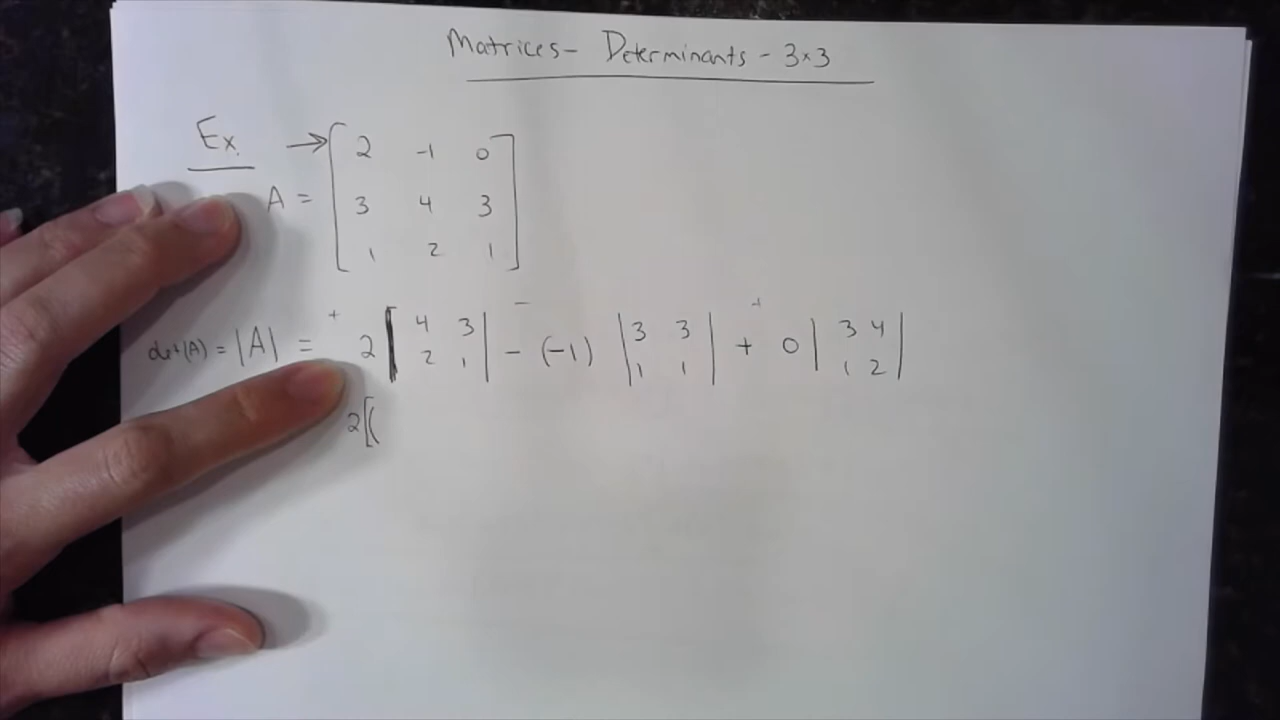 Matrices - Determinants - 3×3
Ex. → [ 2 -1 0
A = 3 4 3
1 2 1 ]
+ - +
det(A) = |A| = 2 | 4 3 | - (-1) | 3 3 | + 0 | 3 4 |
2 1 1 1 1 2
2[(